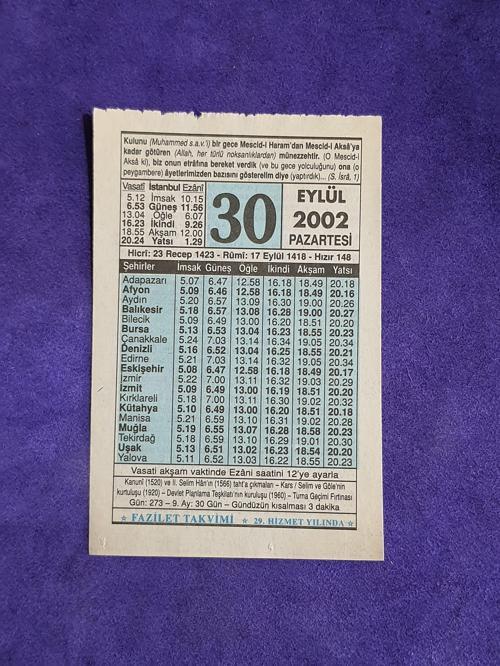 Kulunu (Muhammed s.a.v.'i) bir gece Mescid-i Haram'dan Mescid-i Aksâ'ya
kadar götüren (Allah, her türlü noksanlıklardan) münezzehtir. (O Mescid-i
Aksâ ki), biz onun etrâfına bereket verdik (ve bu gece yolculuğunu) ona (o
peygambere) âyetlerimizden bazısını gösterelim diye (yaptırdık)... (S. İsrâ, 1)
Vasatî İstanbul Ezânî
5.12 İmsak 10.15
6.53 Güneş 11.56
13.04 Öğle 6.07
16.23 İkindi 9.26
18.55 Akşam 12.00
20.24 Yatsı 1.29
30
EYLÜL
2002
PAZARTESİ
Hicrî: 23 Recep 1423 - Rûmî: 17 Eylül 1418 - Hızır 148
Şehirler İmsak Güneş Öğle İkindi Akşam Yatsı
Adapazarı 5.07 6.47 12.58 16.18 18.49 20.18
Afyon 5.09 6.46 12.58 16.18 18.49 20.16
Aydın 5.20 6.57 13.09 16.30 19.00 20.26
Balıkesir 5.18 6.57 13.08 16.28 19.00 20.27
Bilecik 5.09 6.49 13.00 16.20 18.51 20.20
Bursa 5.13 6.53 13.04 16.23 18.55 20.23
Çanakkale 5.24 7.03 13.14 16.34 19.05 20.34
Denizli 5.16 6.52 13.04 16.25 18.55 20.21
Edirne 5.21 7.03 13.14 16.32 19.05 20.34
Eskişehir 5.08 6.47 12.58 16.18 18.49 20.17
İzmir 5.22 7.00 13.11 16.32 19.03 20.29
İzmit 5.09 6.49 13.00 16.19 18.51 20.20
Kırklareli 5.18 7.00 13.11 16.30 19.02 20.32
Kütahya 5.10 6.49 13.00 16.20 18.51 20.18
Manisa 5.21 6.59 13.10 16.31 19.02 20.28
Muğla 5.19 6.55 13.07 16.28 18.58 20.23
Tekirdağ 5.18 6.59 13.10 16.29 19.01 20.30
Uşak 5.13 6.51 13.02 16.23 18.54 20.20
Yalova 5.11 6.52 13.03 16.22 18.55 20.23
Vasati akşam vaktinde Ezâni saatini 12'ye ayarla
Kanunî (1520) ve II. Selim Hân'ın (1566) taht'a çıkmaları – Kars / Selim ve Göle'nin
kurtuluşu (1920) – Devlet Planlama Teşkilatı'nın kuruluşu (1960) – Turna Geçimi Fırtınası
Gün: 273 – 9. Ay: 30 Gün – Gündüzün kısalması 3 dakika
★ FAZİLET TAKVİMİ ★ 29. HİZMET YILINDA ★